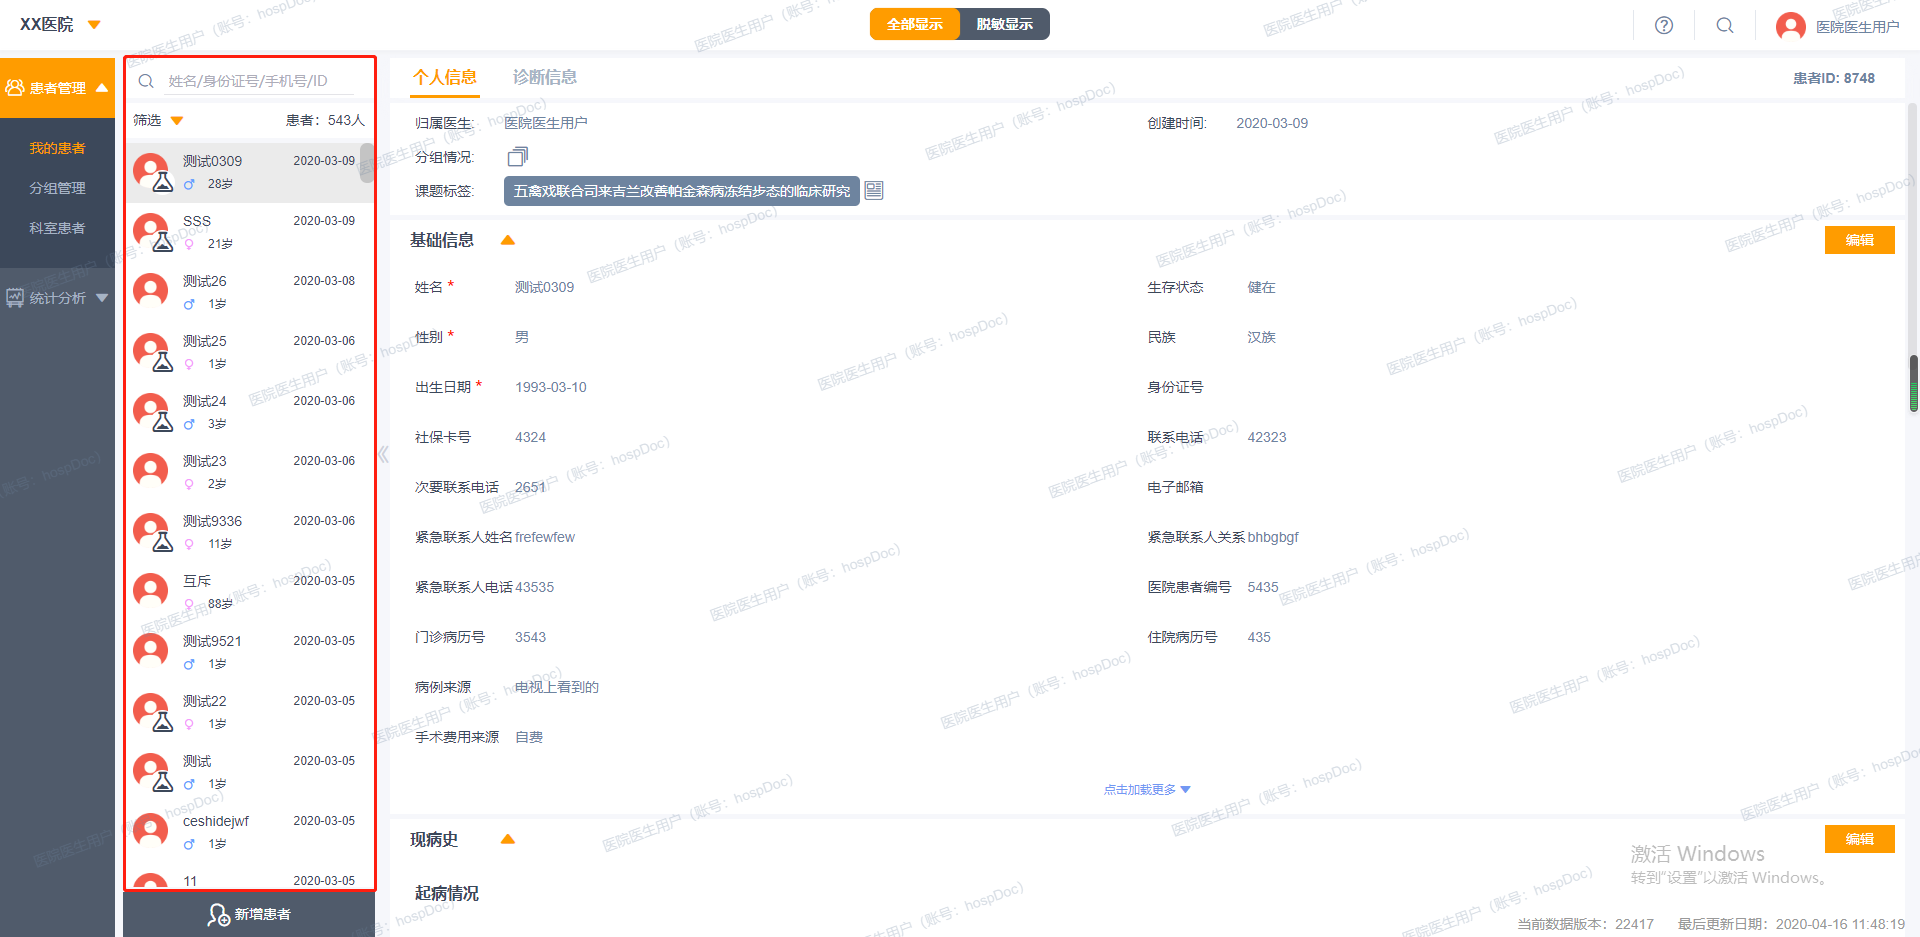 XX医院
全部显示 脱敏显示
医院医生用户
患者管理
我的患者
分组管理
科室患者
统计分析
姓名/身份证号/手机号/ID
筛选 患者：543人
测试0309 2020-03-09
28岁
SSS 2020-03-09
21岁
测试26 2020-03-08
1岁
测试25 2020-03-06
1岁
测试24 2020-03-06
3岁
测试23 2020-03-06
2岁
测试9336 2020-03-06
11岁
互斥 2020-03-05
88岁
测试9521 2020-03-05
1岁
测试22 2020-03-05
1岁
测试 2020-03-05
1岁
ceshidejwf 2020-03-05
1岁
11 2020-03-05
新增患者
个人信息 诊断信息 患者ID: 8748
归属医生: 医院医生用户 创建时间: 2020-03-09
分组情况:
课题标签: 五禽戏联合司来吉兰改善帕金森病冻结步态的临床研究
基础信息 编辑
姓名 * 测试0309 生存状态 健在
性别 * 男 民族 汉族
出生日期 * 1993-03-10 身份证号
社保卡号 4324 联系电话 42323
次要联系电话 2651 电子邮箱
紧急联系人姓名 frefewfew 紧急联系人关系 bhbgbgf
紧急联系人电话 43535 医院患者编号 5435
门诊病历号 3543 住院病历号 435
病例来源 电视上看到的
手术费用来源 自费
点击加载更多
现病史 编辑
起病情况
激活 Windows
转到"设置"以激活 Windows。
当前数据版本：22417 最后更新日期：2020-04-16 11:48:19
医院医生用户（账号：hospDoc）